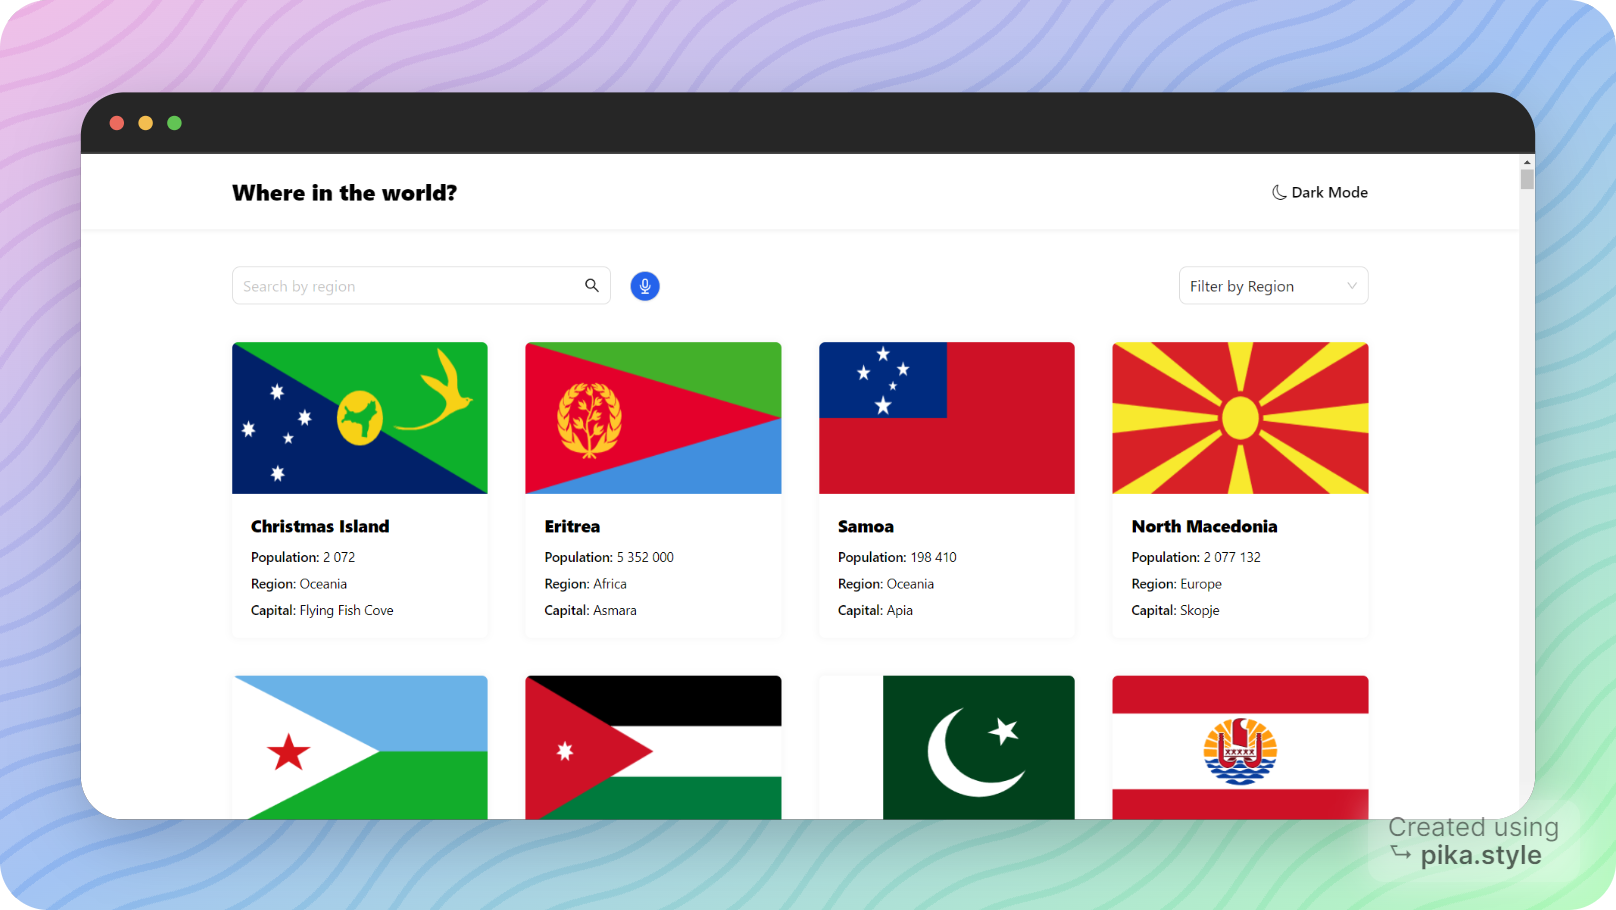 Where in the world?
Dark Mode
Search by region
Filter by Region
Christmas Island
Population: 2 072
Region: Oceania
Capital: Flying Fish Cove
Eritrea
Population: 5 352 000
Region: Africa
Capital: Asmara
Samoa
Population: 198 410
Region: Oceania
Capital: Apia
North Macedonia
Population: 2 077 132
Region: Europe
Capital: Skopje
Created using
pika.style